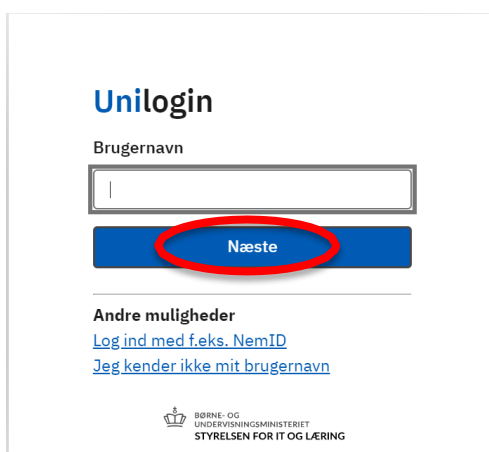 Unilogin
Brugernavn
Næste
Andre muligheder
Log ind med f.eks. NemID
Jeg kender ikke mit brugernavn
BØRNE- OG
UNDERVISNINGSMINISTERIET
STYRELSEN FOR IT OG LÆRING